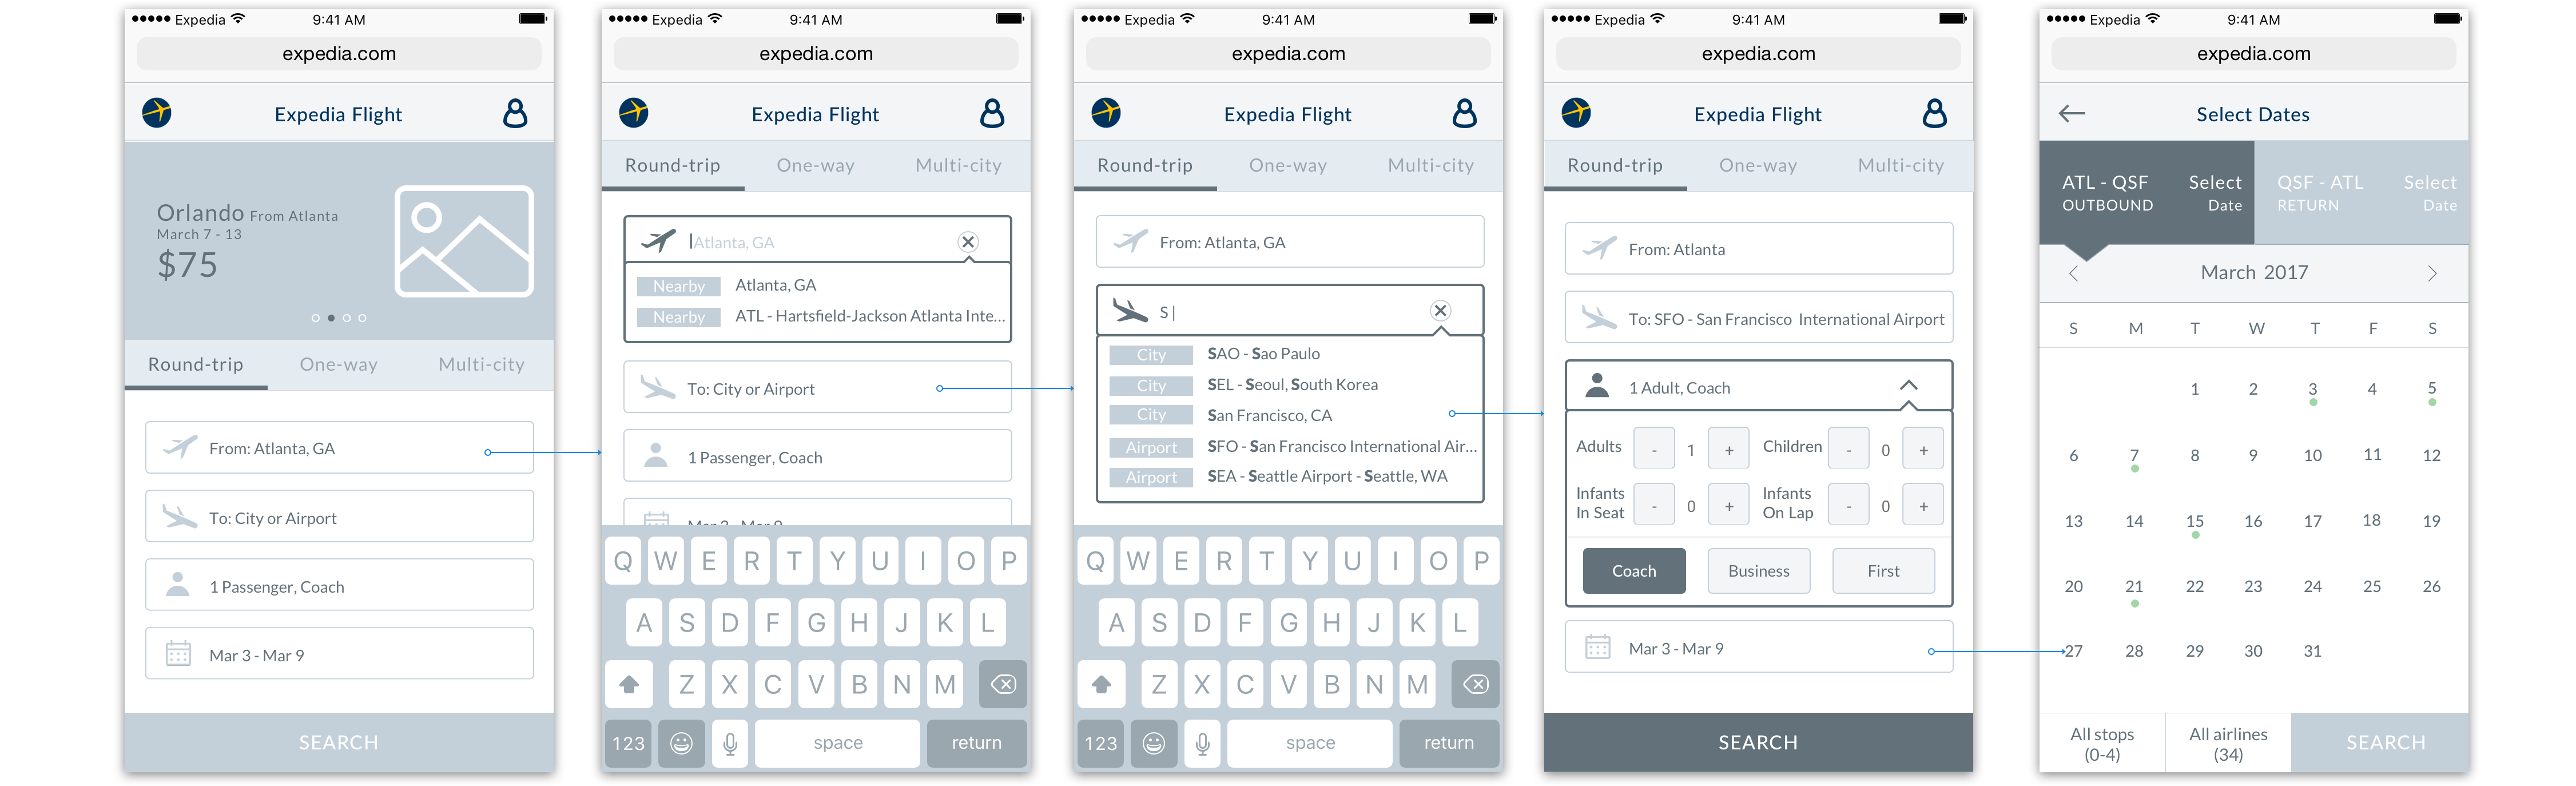 Expedia 9:41 AM
expedia.com
Expedia Flight
Orlando From Atlanta
March 7 - 13
$75
Round-trip One-way Multi-city
From: Atlanta, GA
To: City or Airport
1 Passenger, Coach
Mar 3 - Mar 9
SEARCH
Expedia 9:41 AM
expedia.com
Expedia Flight
Round-trip One-way Multi-city
Atlanta, GA
Nearby Atlanta, GA
Nearby ATL - Hartsfield-Jackson Atlanta Inte...
To: City or Airport
1 Passenger, Coach
Mar 3 - Mar 9
Q W E R T Y U I O P
A S D F G H J K L
Z X C V B N M
123 space return
Expedia 9:41 AM
expedia.com
Expedia Flight
Round-trip One-way Multi-city
From: Atlanta, GA
S |
City SAO - Sao Paulo
City SEL - Seoul, South Korea
City San Francisco, CA
Airport SFO - San Francisco International Air...
Airport SEA - Seattle Airport - Seattle, WA
Q W E R T Y U I O P
A S D F G H J K L
Z X C V B N M
123 space return
Expedia 9:41 AM
expedia.com
Expedia Flight
Round-trip One-way Multi-city
From: Atlanta
To: SFO - San Francisco International Airport
1 Adult, Coach
Adults - 1 + Children - 0 +
Infants In Seat - 0 + Infants On Lap - 0 +
Coach Business First
Mar 3 - Mar 9
SEARCH
Expedia 9:41 AM
expedia.com
Select Dates
ATL - QSF Select QSF - ATL Select
OUTBOUND Date RETURN Date
March 2017
S M T W T F S
1 2 3 4 5
6 7 8 9 10 11 12
13 14 15 16 17 18 19
20 21 22 23 24 25 26
27 28 29 30 31
All stops All airlines SEARCH
(0-4) (34)